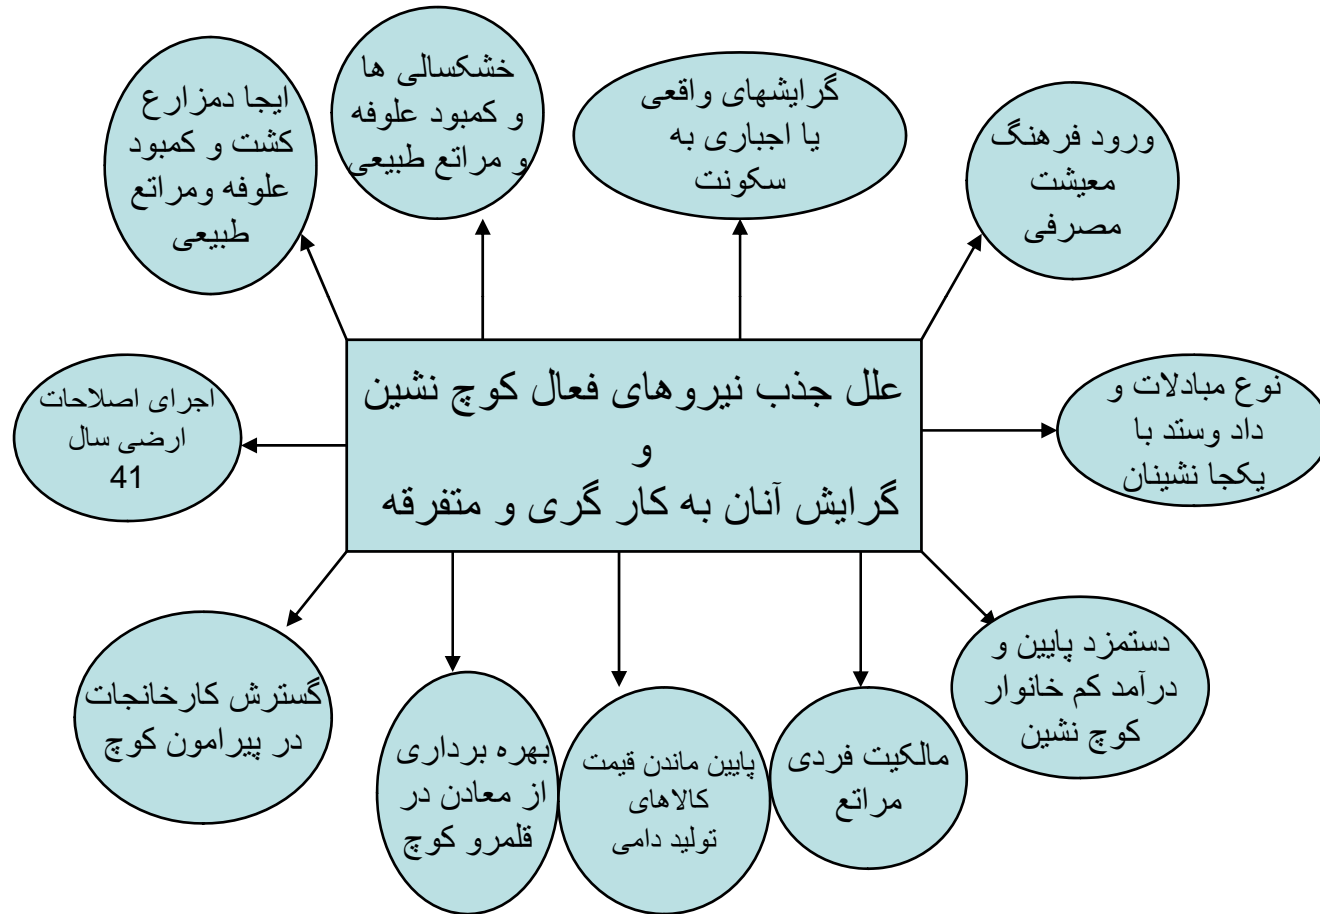 علل جذب نیروهای فعال کوچ نشین
و
گرایش آنان به کار گری و متفرقه
ورود فرهنگ
معیشت
مصرفی
گرایشهای واقعی
یا اجباری به
سکونت
خشکسالی ها
و کمبود علوفه
و مراتع طبیعی
ایجا دمزارع
کشت و کمبود
علوفه ومراتع
طبیعی
نوع مبادلات و
داد وستد با
یکجا نشینان
اجرای اصلاحات
ارضی سال
41
دستمزد پایین و
درآمد کم خانوار
کوچ نشین
مالکیت فردی
مراتع
پایین ماندن قیمت
کالاهای
تولید دامی
بهره برداری
از معادن در
قلمرو کوچ
گسترش کارخانجات
در پیرامون کوچ